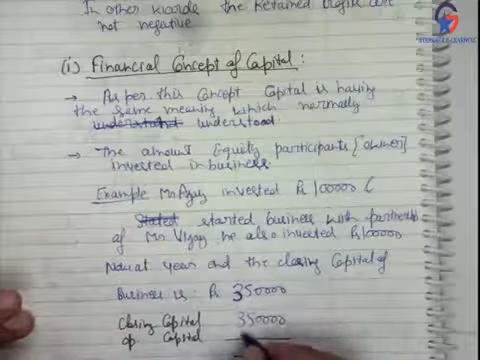 In other words the Retained Profit are
not negative
(i) Financial Concept of Capital :
→ As per this Concept Capital is having
the same meaning which normally
understood
→ The amount Equity participants [owner]
invested in business.
Example Mr Ajay invested Rs 100000 (
started business with partnership
of Mr Vijay he also invested Rs 100000
Now at year end the closing Capital of
Business is Rs 350000
Closing Capital 350000
op. Capital